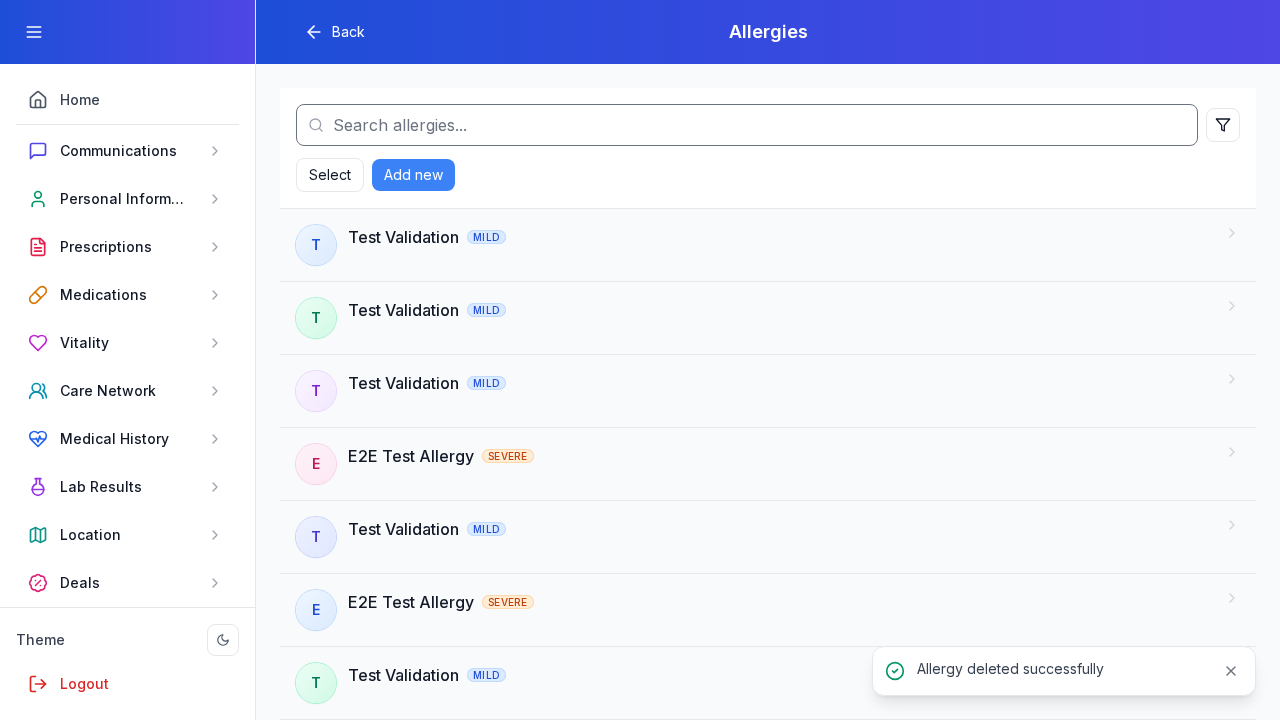 Back
Allergies
Home
Communications
Personal Inform...
Prescriptions
Medications
Vitality
Care Network
Medical History
Lab Results
Location
Deals
Theme
Logout
Search allergies...
Select
Add new
T
Test Validation MILD
T
Test Validation MILD
T
Test Validation MILD
E
E2E Test Allergy SEVERE
T
Test Validation MILD
E
E2E Test Allergy SEVERE
T
Test Validation MILD
Allergy deleted successfully